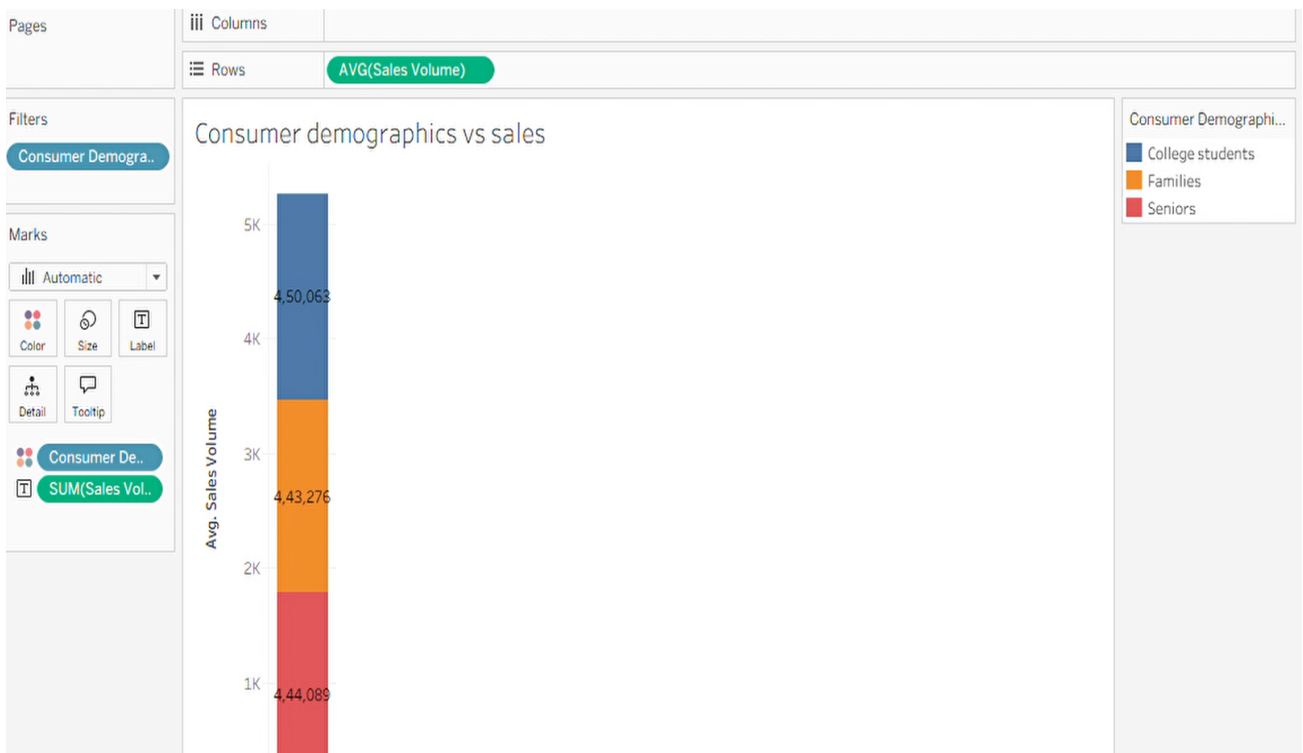 Pages
Columns
Rows
AVG(Sales Volume)
Filters
Consumer Demogra..
Marks
Automatic
Color Size Label
Detail Tooltip
Consumer De..
SUM(Sales Vol..
Consumer demographics vs sales
5K
4K
3K
2K
1K
Avg. Sales Volume
4,50,063
4,43,276
4,44,089
Consumer Demographi...
College students
Families
Seniors